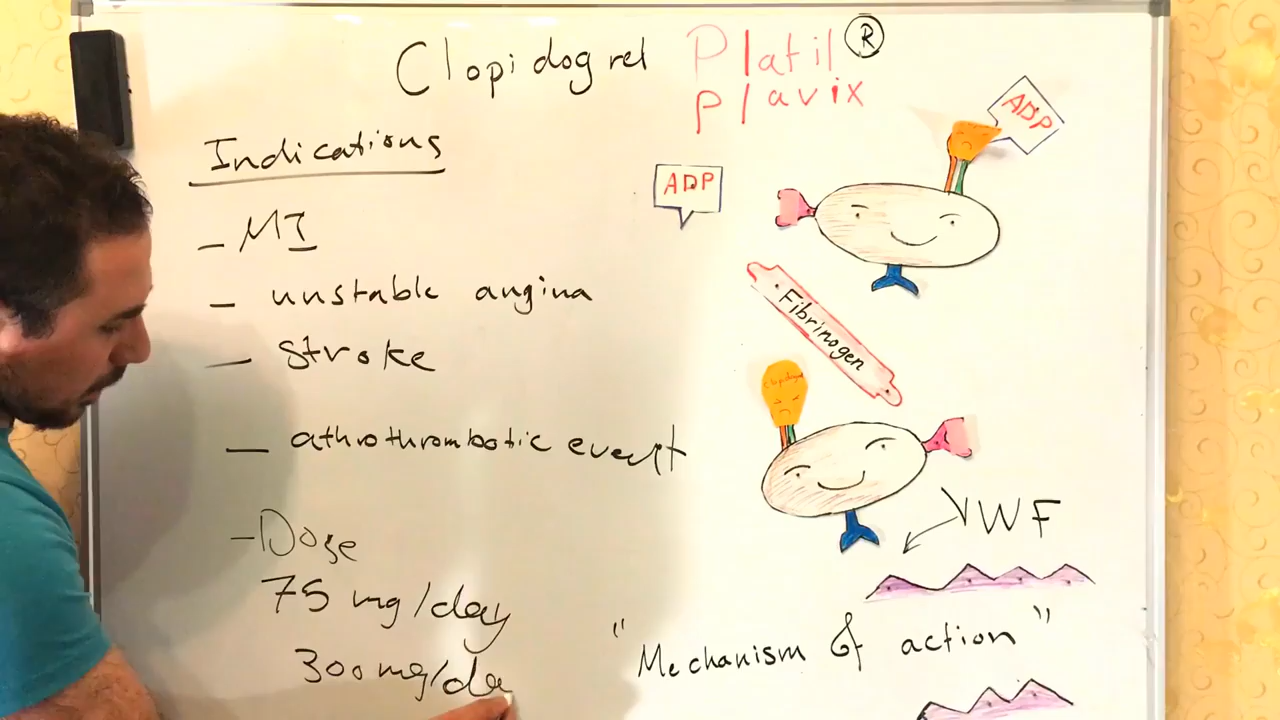 Clopidogrel Platil®
Plavix
Indications
- MI
- unstable angina
- stroke
- athrothrombotic event
- Dose
75 mg/day
300 mg/da
ADP
ADP
Fibrinogen
VWF
"Mechanism of action"